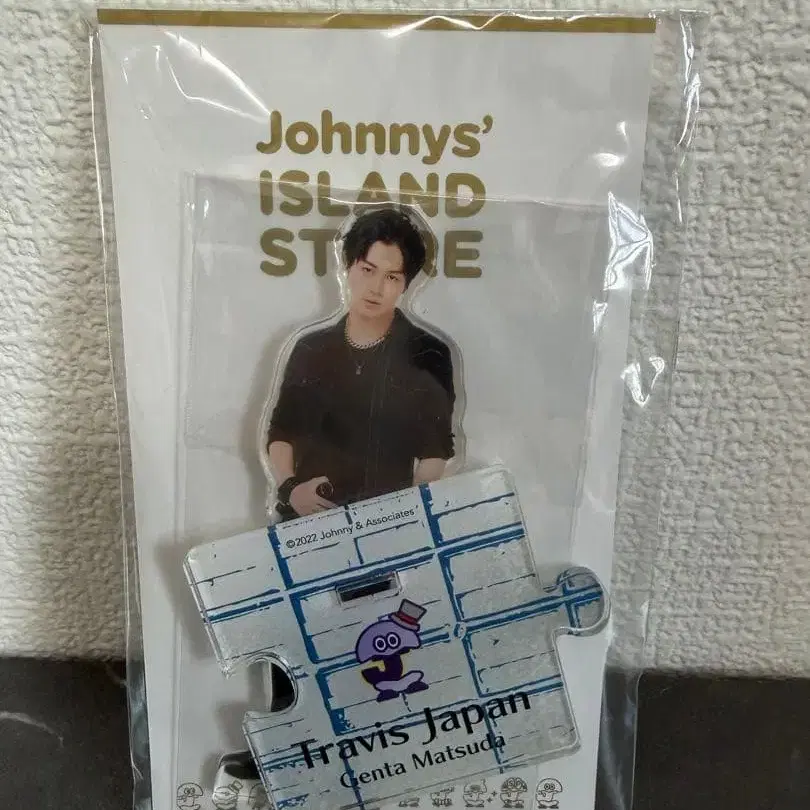 Johnnys'
ISLAND
STORE
©2022 Johnny & Associates
J
Travis Japan
Genta Matsuda